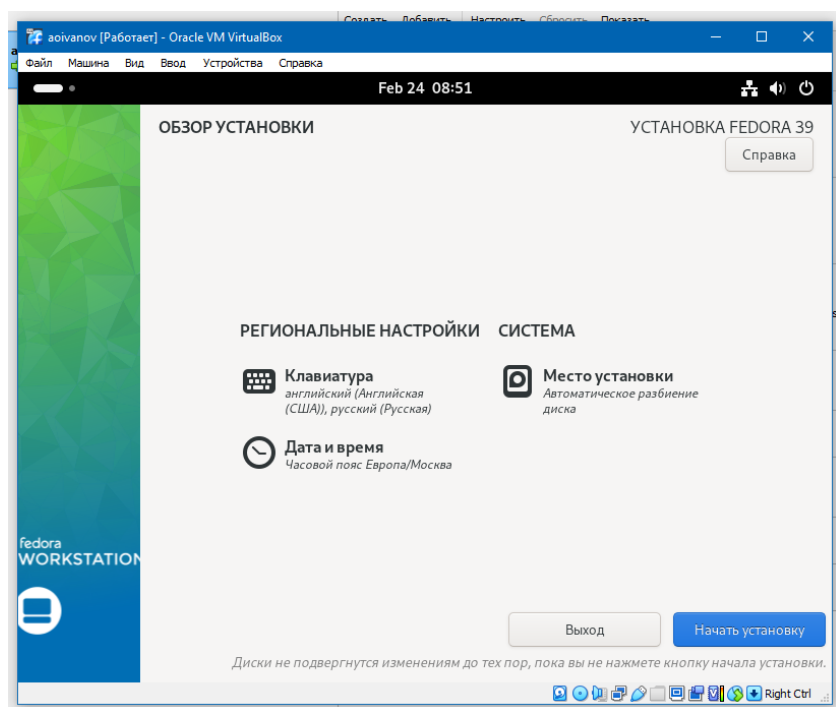 Создать Добавить Настроить Сбросить Показать
aoivanov [Работает] - Oracle VM VirtualBox
Файл Машина Вид Ввод Устройства Справка
Feb 24 08:51
ОБЗОР УСТАНОВКИ
УСТАНОВКА FEDORA 39
Справка
РЕГИОНАЛЬНЫЕ НАСТРОЙКИ
Клавиатура
английский (Английская
(США)), русский (Русская)
Дата и время
Часовой пояс Европа/Москва
СИСТЕМА
Место установки
Автоматическое разбиение
диска
fedora
WORKSTATION
Выход
Начать установку
Диски не подвергнутся изменениям до тех пор, пока вы не нажмете кнопку начала установки.
Right Ctrl